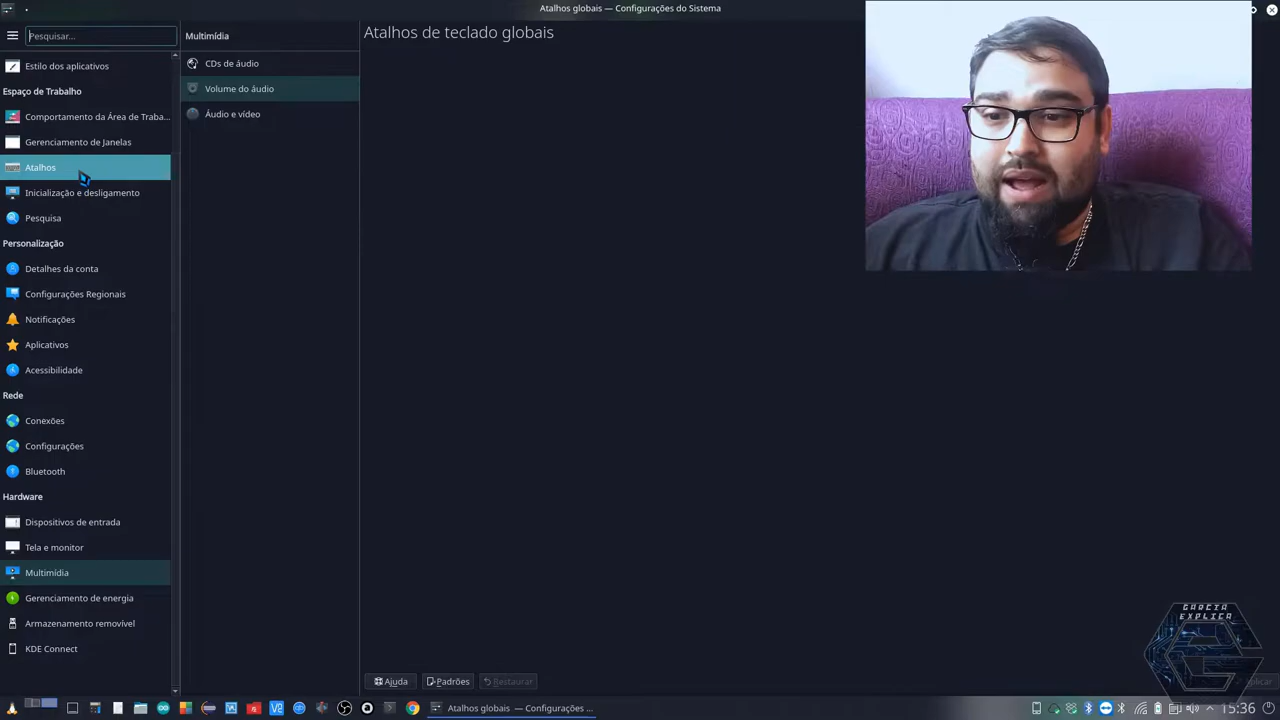 Atalhos globais — Configurações do Sistema
Pesquisar...
Estilo dos aplicativos
Espaço de Trabalho
Comportamento da Área de Traba...
Gerenciamento de Janelas
Atalhos
Inicialização e desligamento
Pesquisa
Personalização
Detalhes da conta
Configurações Regionais
Notificações
Aplicativos
Acessibilidade
Rede
Conexões
Configurações
Bluetooth
Hardware
Dispositivos de entrada
Tela e monitor
Multimídia
Gerenciamento de energia
Armazenamento removível
KDE Connect
Multimídia
CDs de áudio
Volume do áudio
Áudio e vídeo
Atalhos de teclado globais
Ajuda
Padrões
Restaurar
Aplicar
GARCIA
EXPLICA
Atalhos globais — Configurações ...
15:36